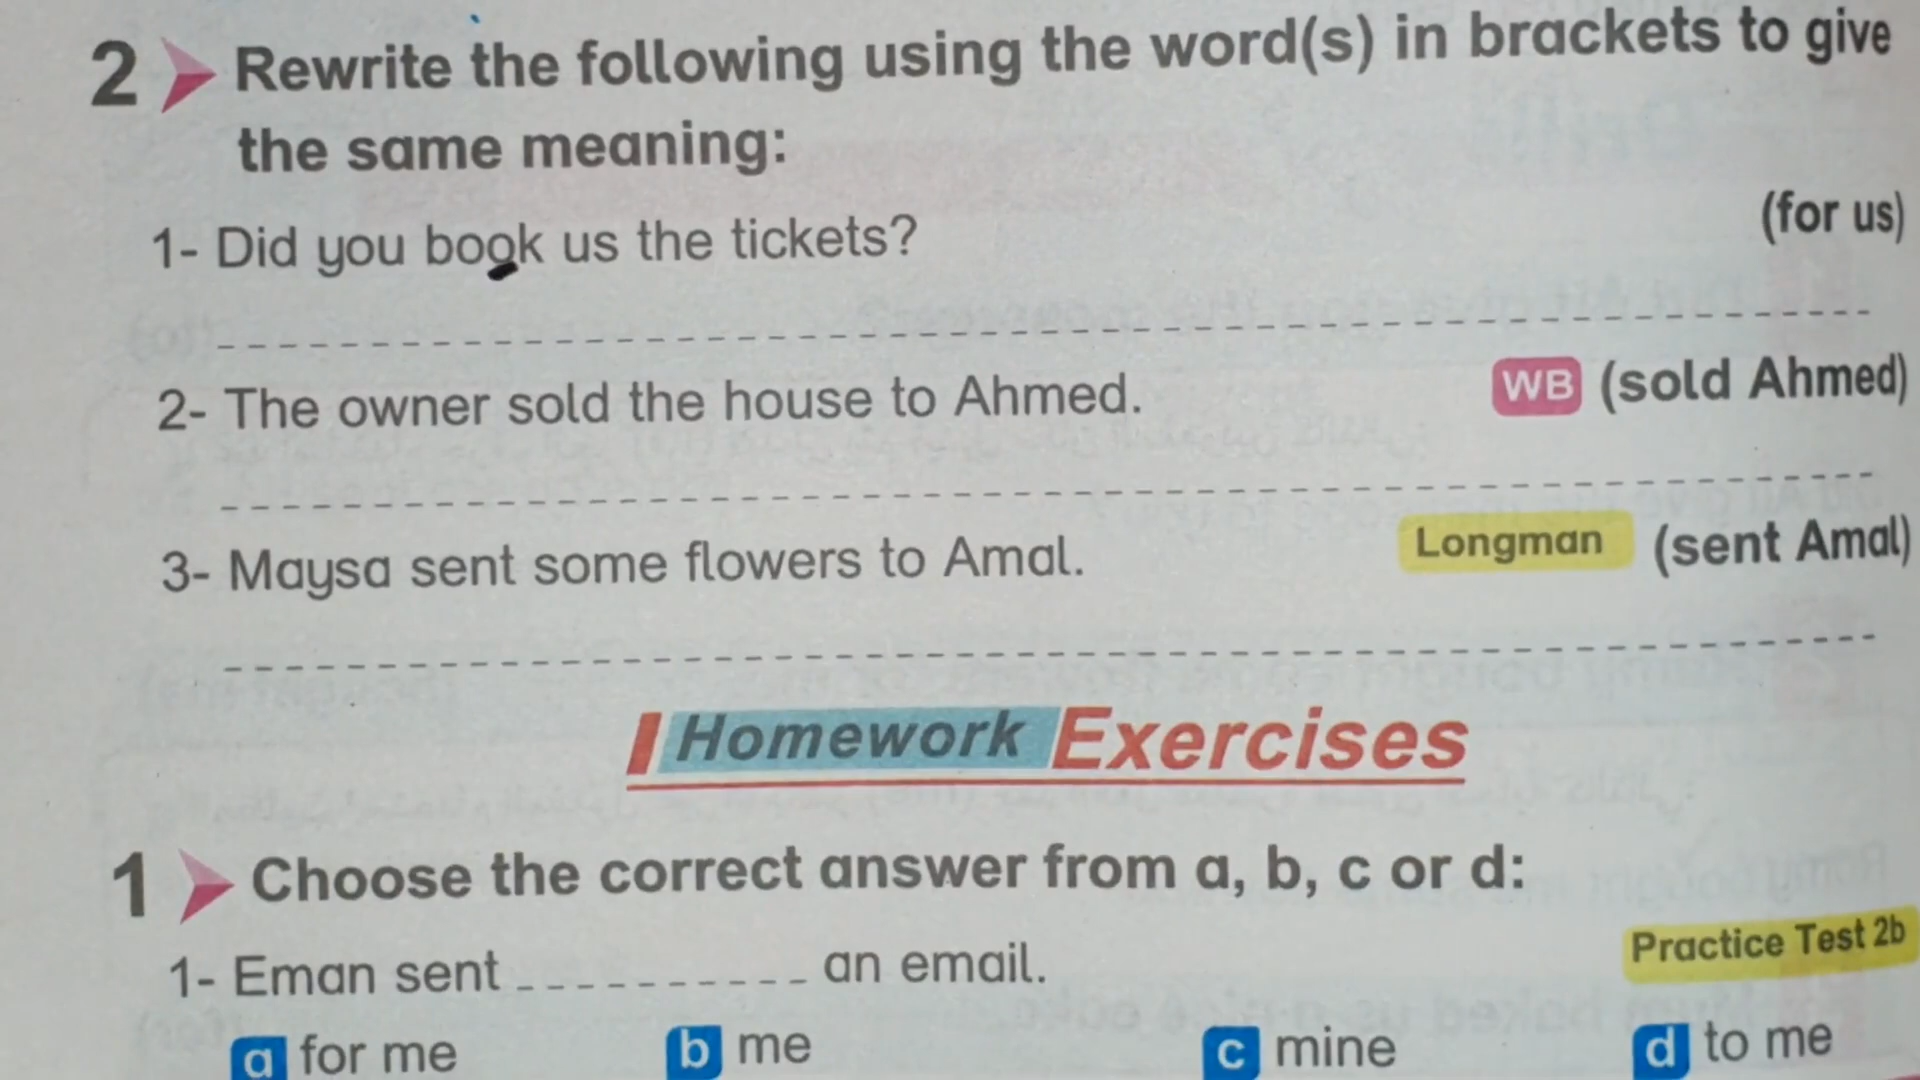 2 Rewrite the following using the word(s) in brackets to give
the same meaning:
1- Did you book us the tickets? (for us)
2- The owner sold the house to Ahmed. WB (sold Ahmed)
3- Maysa sent some flowers to Amal. Longman (sent Amal)
Homework Exercises
1 Choose the correct answer from a, b, c or d:
Practice Test 2b
1- Eman sent __________ an email.
a for me b me c mine d to me